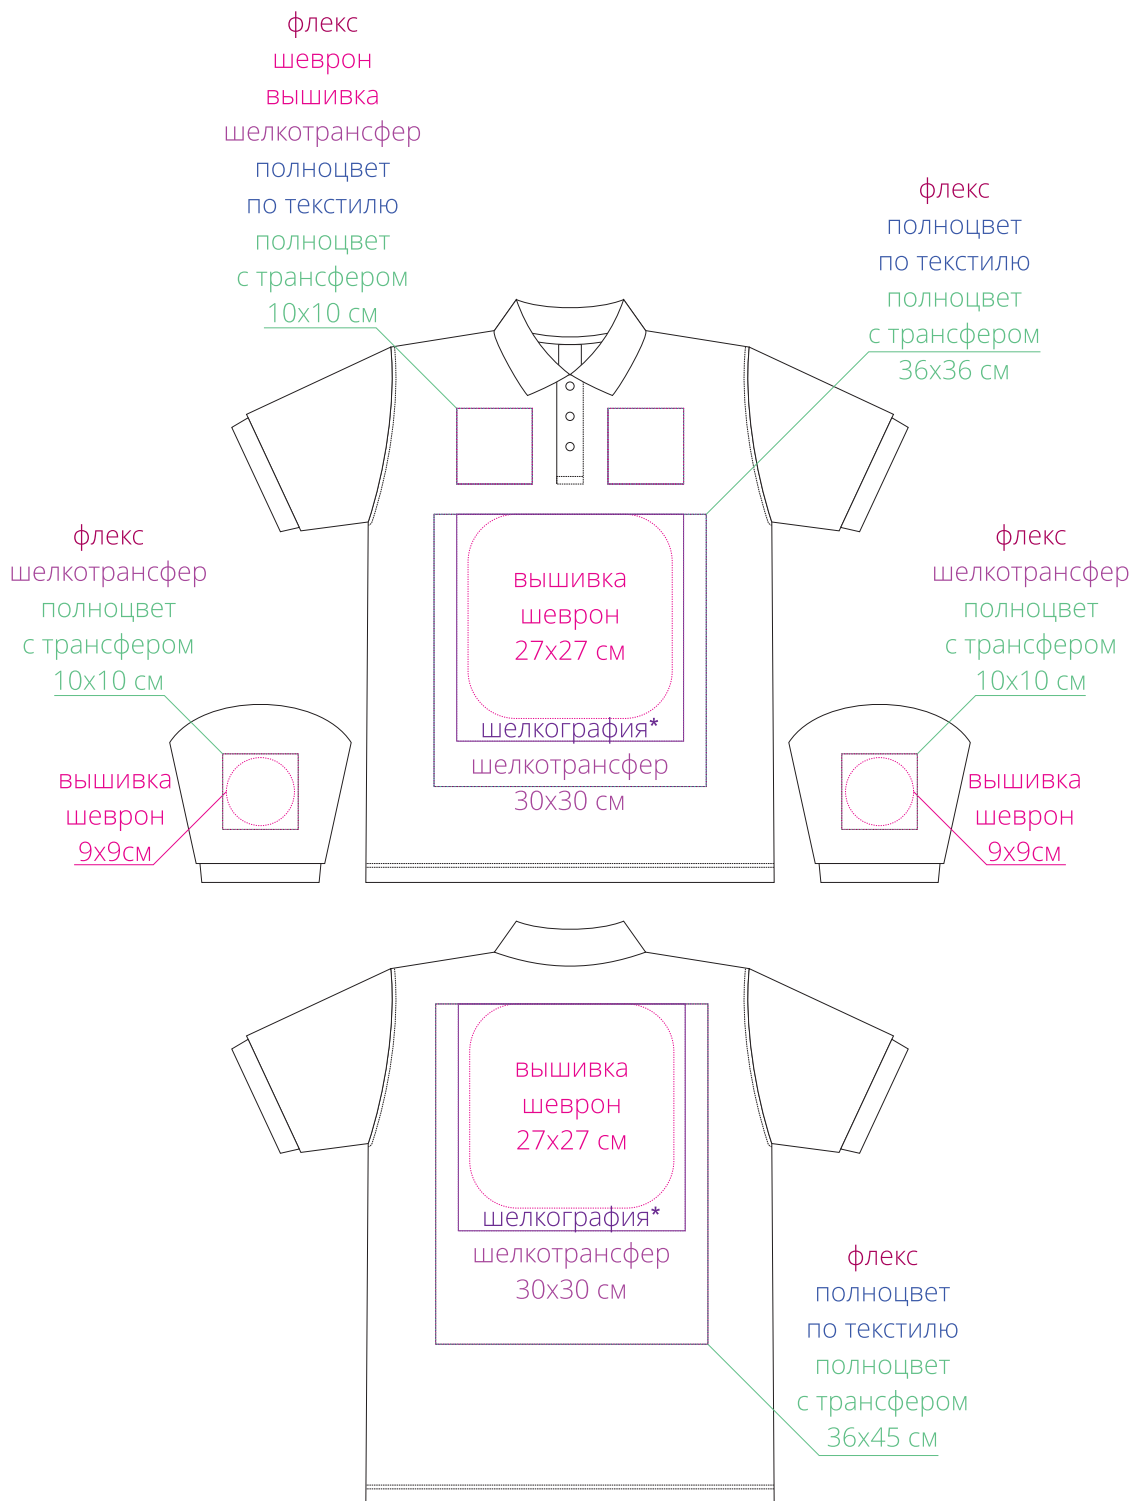 флекс
шеврон
вышивка
шелкотрансфер
полноцвет
по текстилю
полноцвет
с трансфером
10х10 см
флекс
полноцвет
по текстилю
полноцвет
с трансфером
36х36 см
флекс
шелкотрансфер
полноцвет
с трансфером
10х10 см
вышивка
шеврон
9х9см
вышивка
шеврон
27х27 см
шелкография*
шелкотрансфер
30х30 см
флекс
шелкотрансфер
полноцвет
с трансфером
10х10 см
вышивка
шеврон
9х9см
вышивка
шеврон
27х27 см
шелкография*
шелкотрансфер
30х30 см
флекс
полноцвет
по текстилю
полноцвет
с трансфером
36х45 см